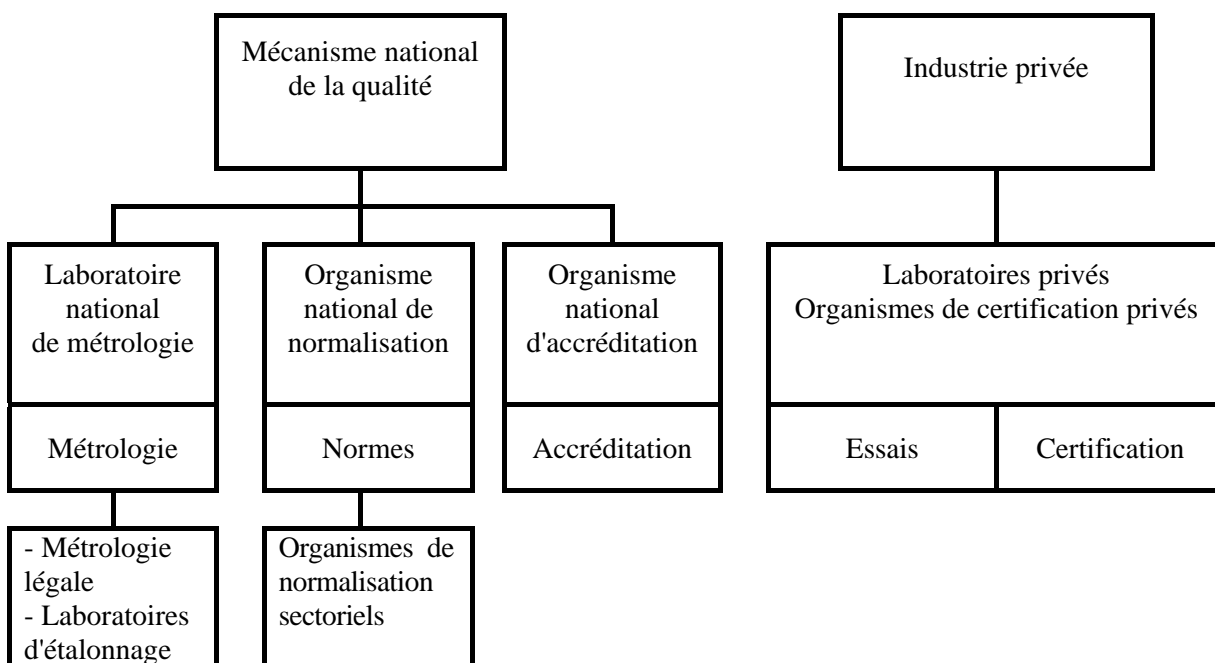 Mécanisme national
de la qualité
Industrie privée
Laboratoire
national
de métrologie
Organisme
national de
normalisation
Organisme
national
d'accréditation
Laboratoires privés
Organismes de certification privés
Métrologie
Normes
Accréditation
Essais
Certification
- Métrologie
légale
- Laboratoires
d'étalonnage
Organismes de
normalisation
sectoriels